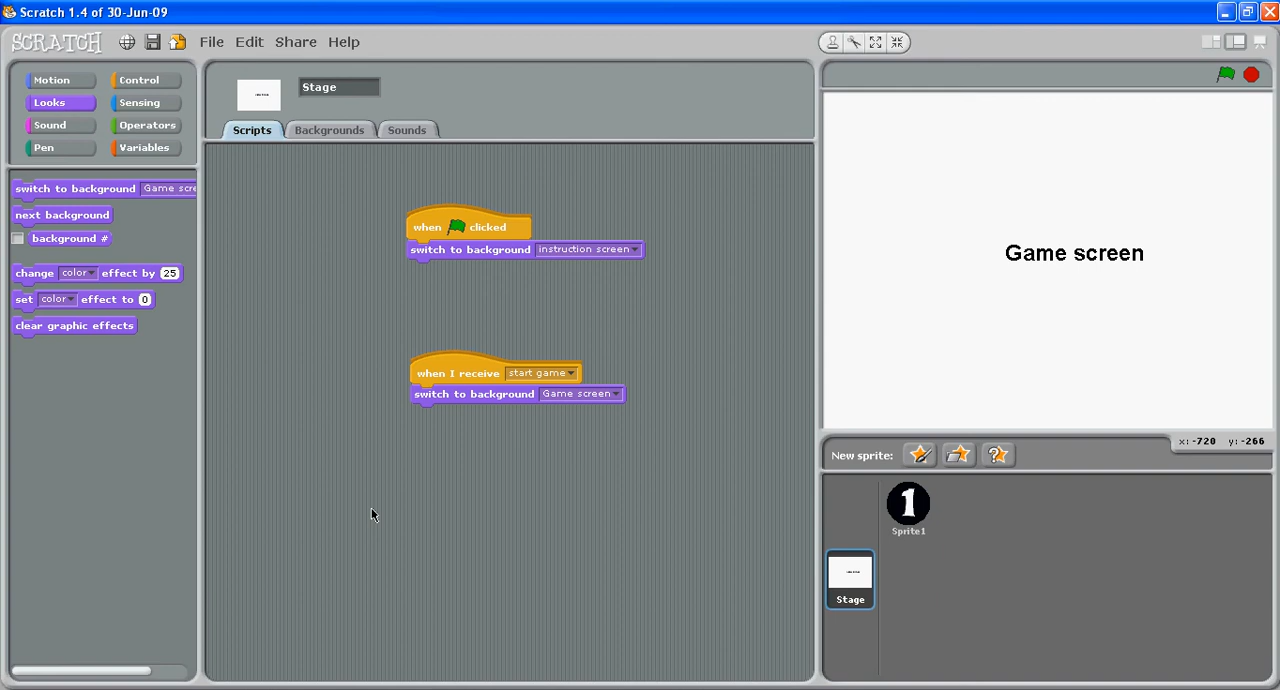 Scratch 1.4 of 30-Jun-09
SCRATCH File Edit Share Help
Motion Control
Looks Sensing
Sound Operators
Pen Variables
switch to background Game scre
next background
background #
change color effect by 25
set color effect to 0
clear graphic effects
Stage
Scripts Backgrounds Sounds
when clicked
switch to background instruction screen
when I receive start game
switch to background Game screen
Game screen
x: -720 y: -266
New sprite:
1
Sprite1
Stage